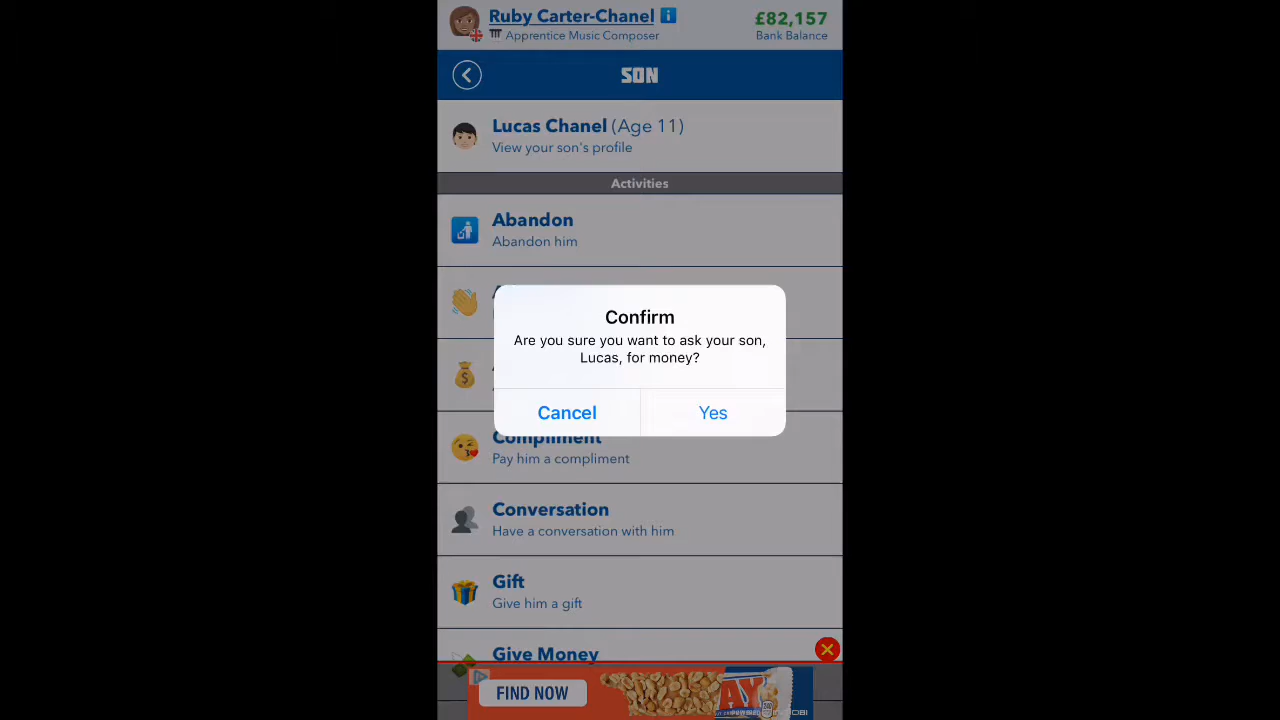 Ruby Carter-Chanel
Apprentice Music Composer
£82,157
Bank Balance
SON
Lucas Chanel (Age 11)
View your son's profile
Activities
Abandon
Abandon him
Confirm
Are you sure you want to ask your son,
Lucas, for money?
Cancel
Yes
Compliment
Pay him a compliment
Conversation
Have a conversation with him
Gift
Give him a gift
Give Money
FIND NOW
AY